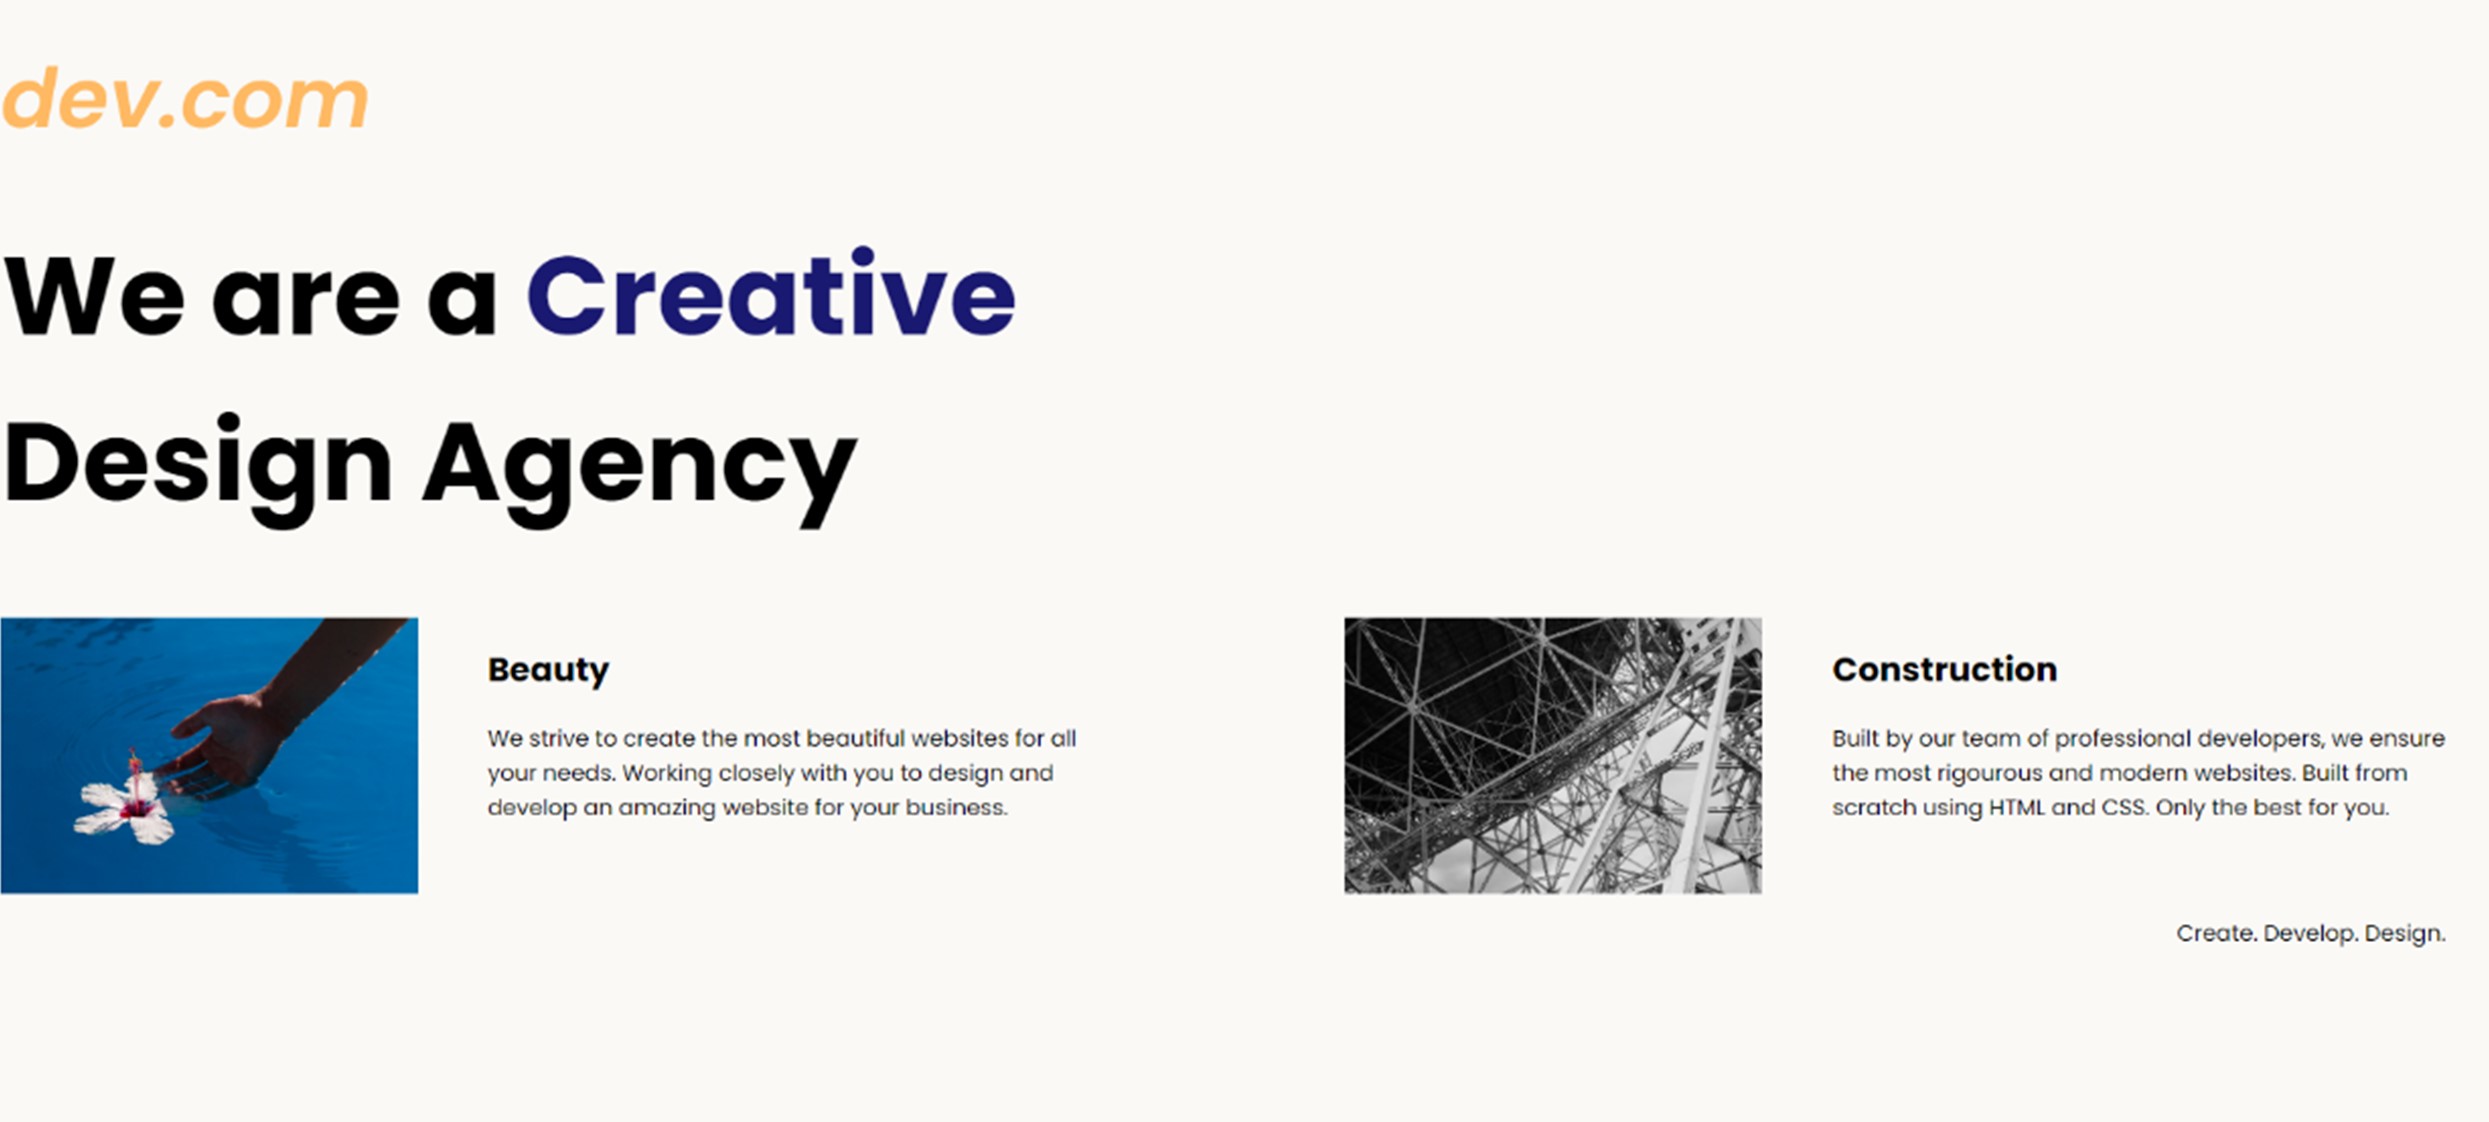 dev.com
We are a Creative
Design Agency
Beauty
We strive to create the most beautiful websites for all
your needs. Working closely with you to design and
develop an amazing website for your business.
Construction
Built by our team of professional developers, we ensure
the most rigourous and modern websites. Built from
scratch using HTML and CSS. Only the best for you.
Create. Develop. Design.